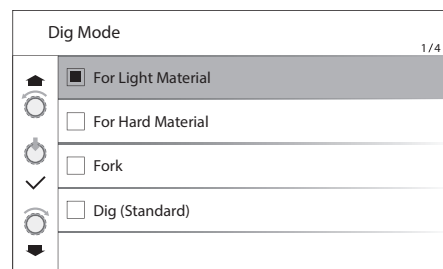 Dig Mode
1/4
For Light Material
For Hard Material
Fork
Dig (Standard)